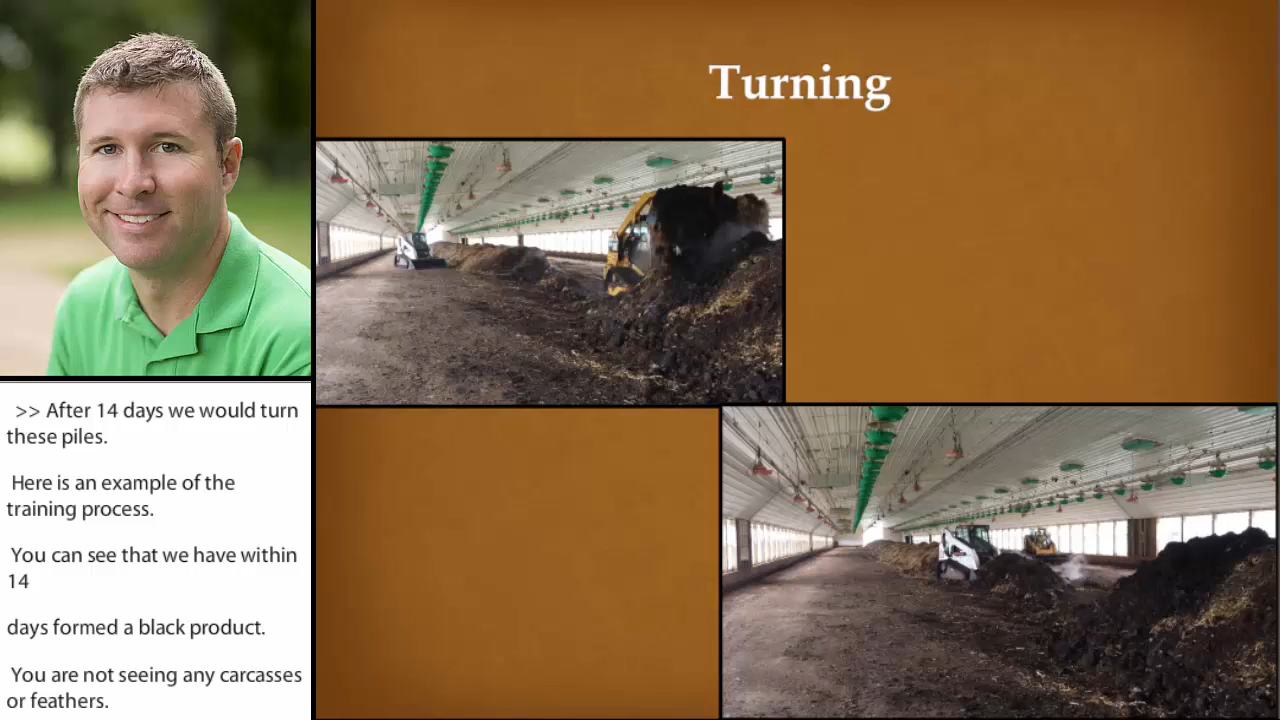 Turning
>> After 14 days we would turn
these piles.
Here is an example of the
training process.
You can see that we have within
14
days formed a black product.
You are not seeing any carcasses
or feathers.